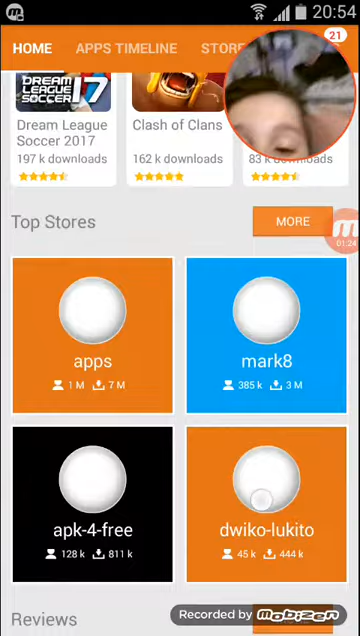 20:54
HOME
APPS TIMELINE
STORE
21
DREAM
LEAGUE
SOCCER 17
Dream League
Soccer 2017
197 k downloads
Clash of Clans
162 k downloads
83 k downloads
Top Stores
MORE
01:24
apps
1 M
7 M
mark8
385 k
3 M
apk-4-free
128 k
811 k
dwiko-lukito
45 k
444 k
Reviews
Recorded by Mobizen